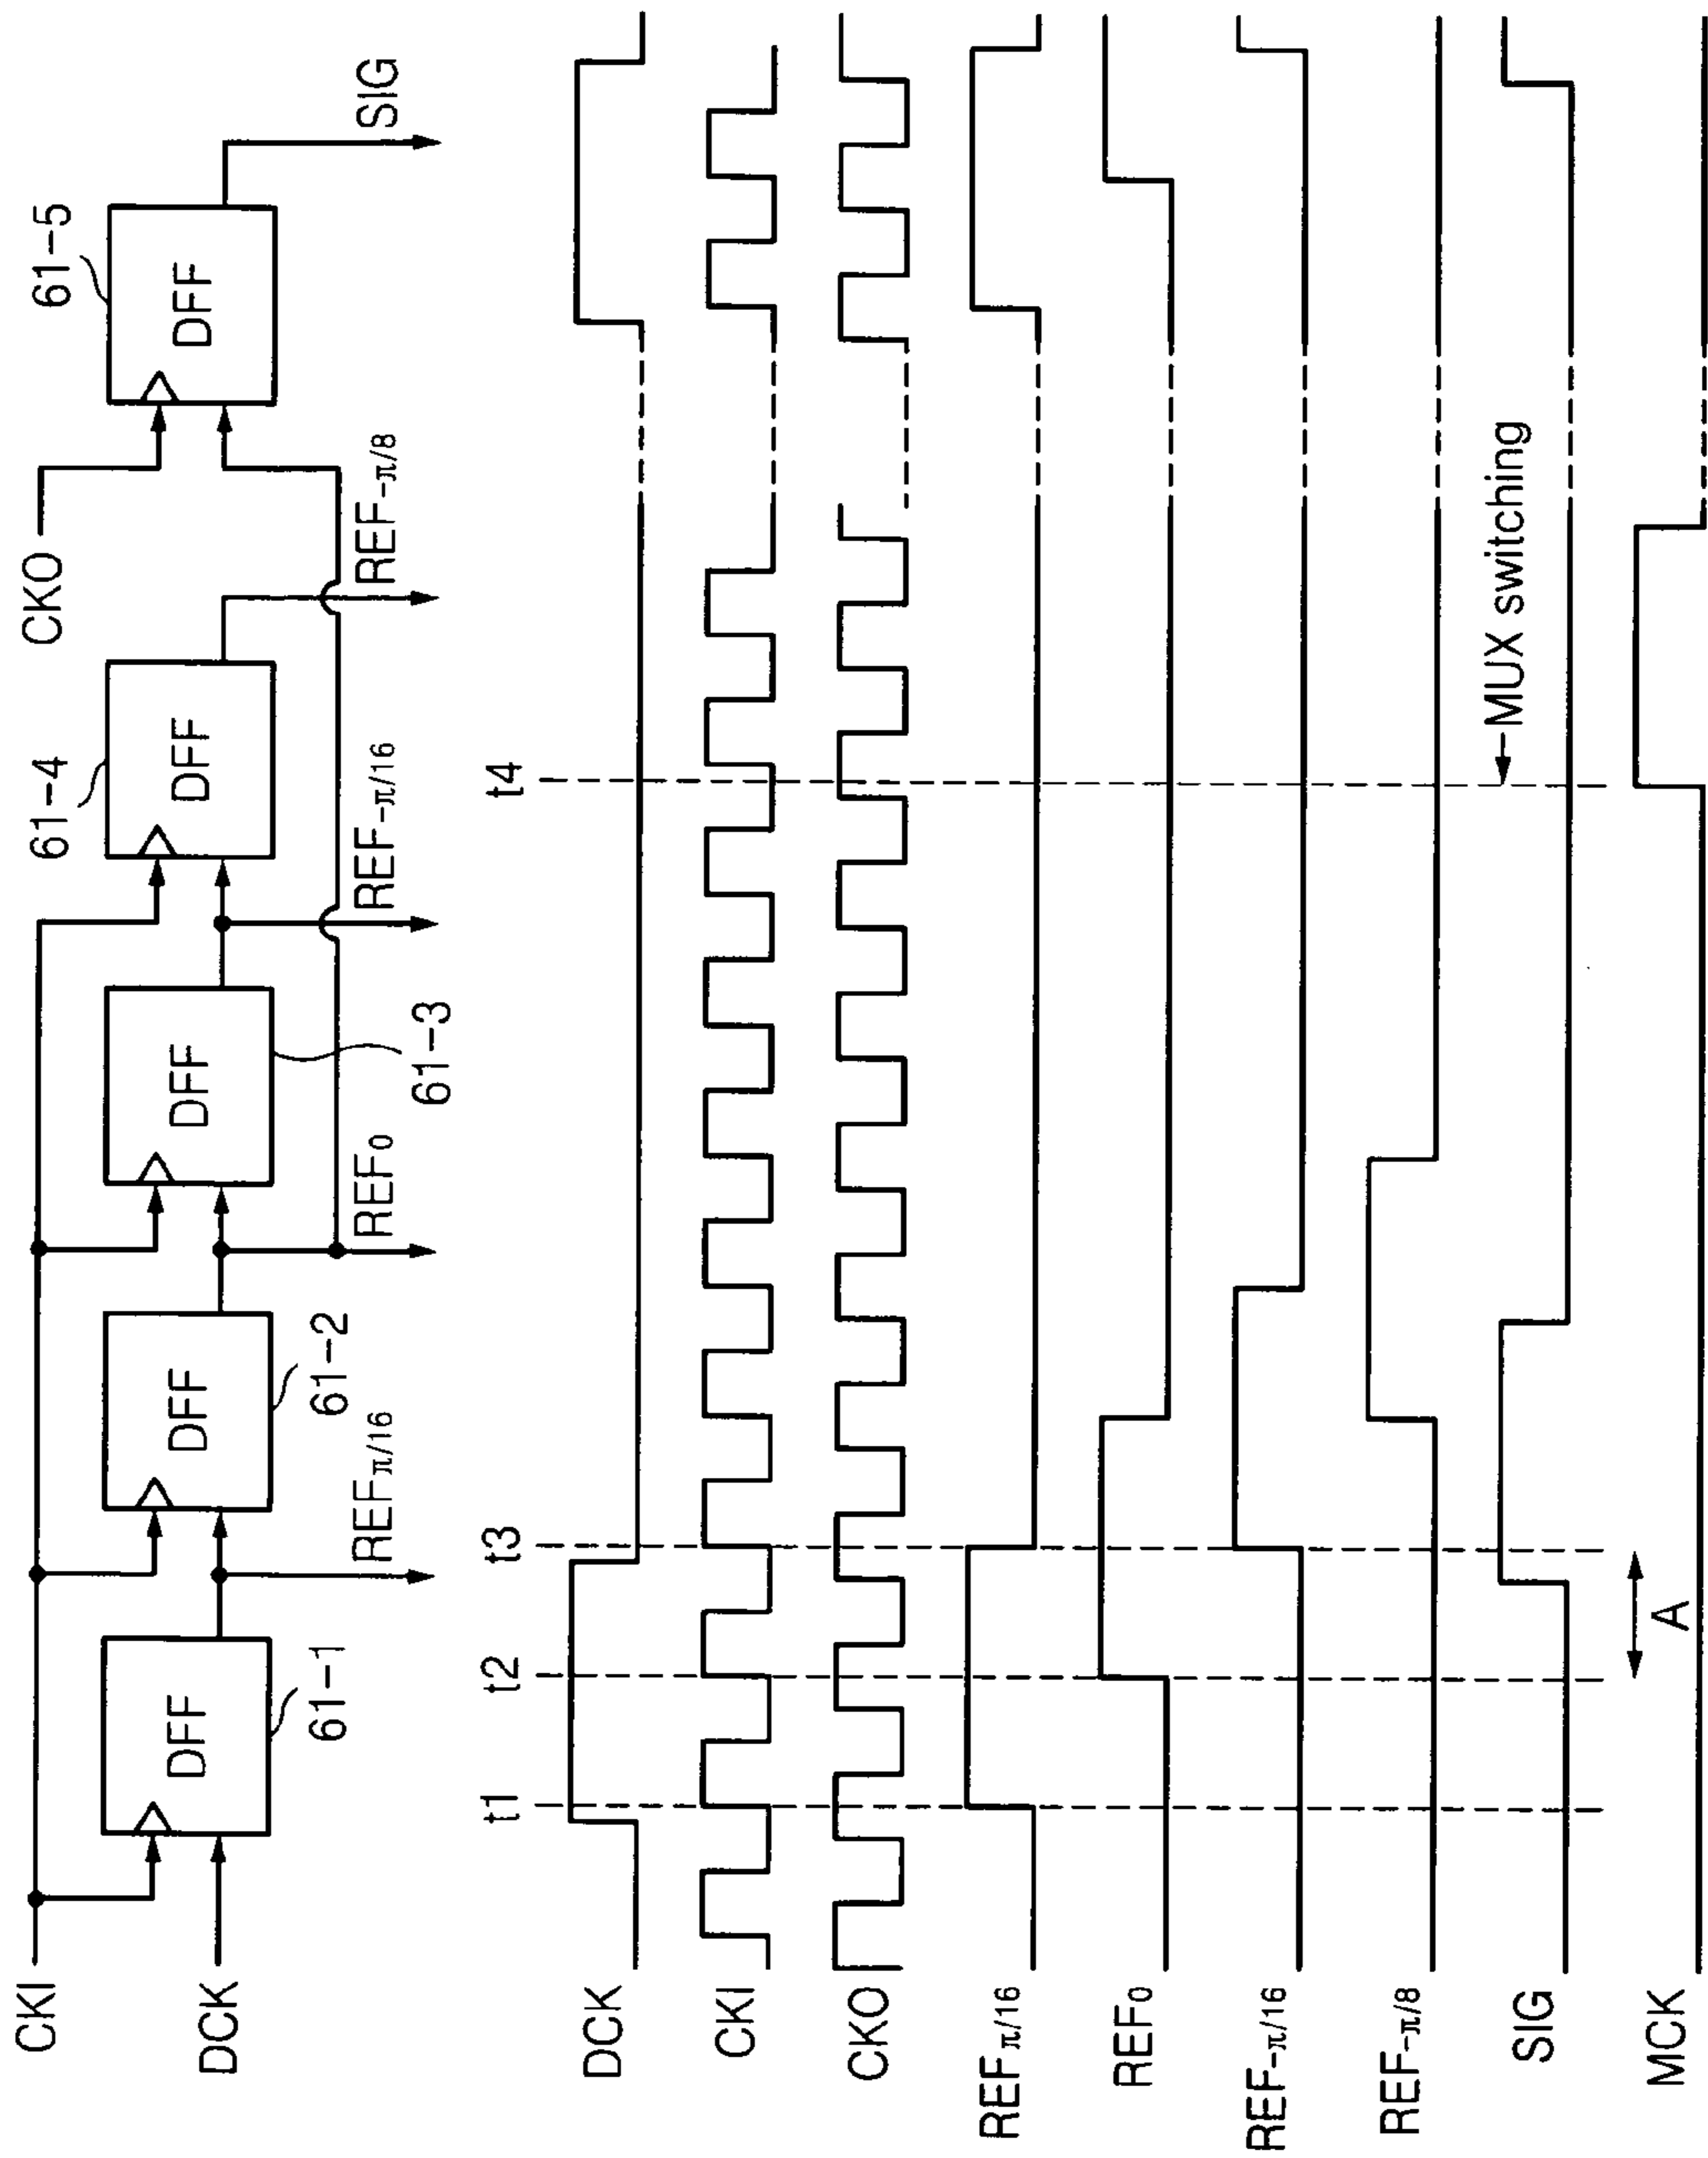 CKI
DCK
DFF
61-1
REFπ/16
DFF
61-2
REF0
DFF
61-3
REF-π/16
DFF
61-4
REF-π/8
CKO
DFF
61-5
SIG
t1
t2
t3
t4
DCK
CKI
CKO
REFπ/16
REF0
REF-π/16
REF-π/8
SIG
MUX switching
MCK
A